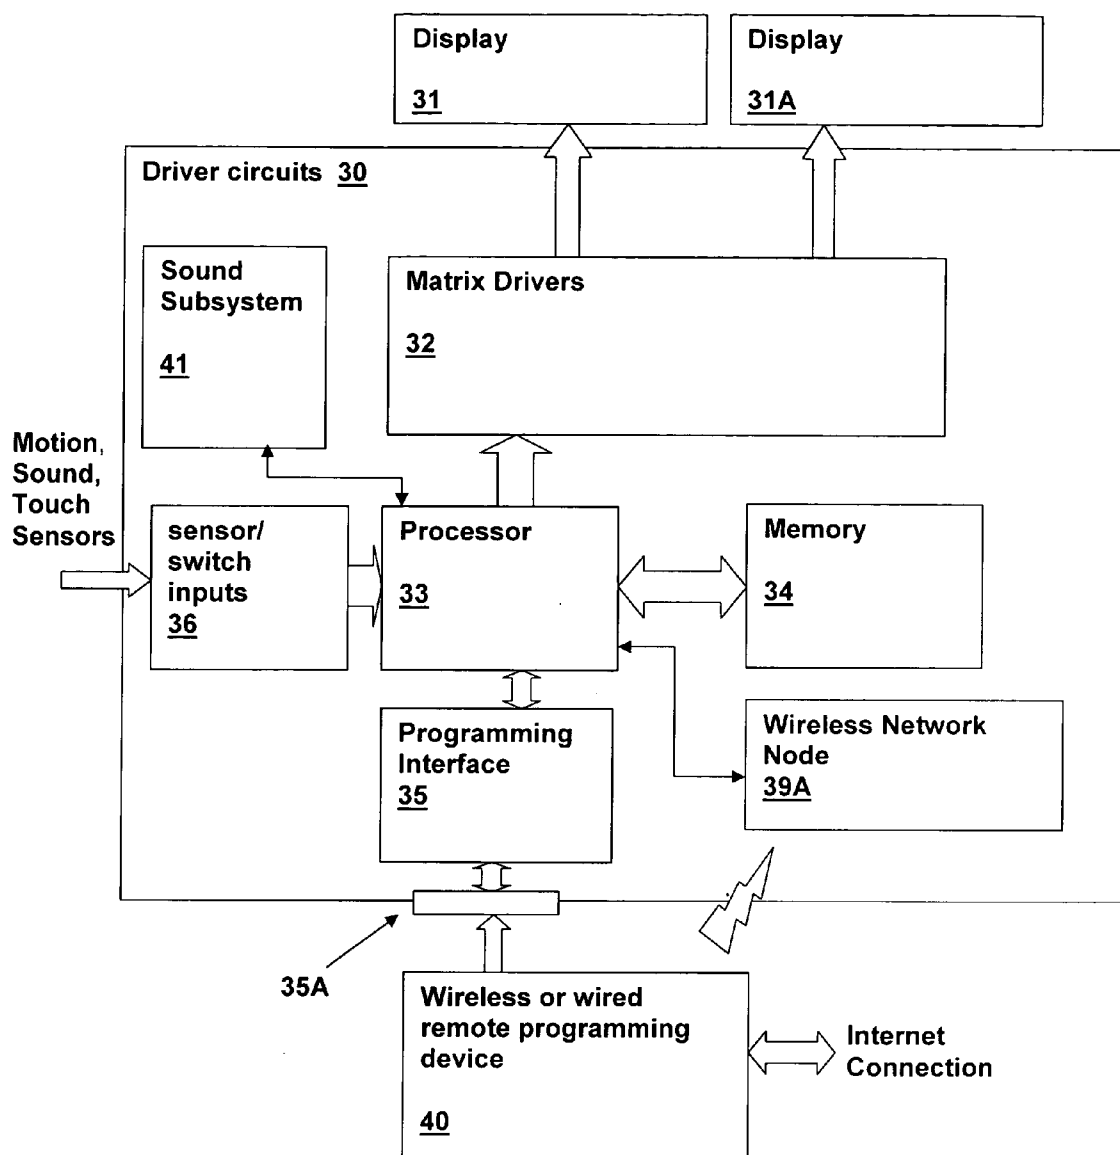 Display
31
Display
31A
Driver circuits 30
Sound
Subsystem
41
Matrix Drivers
32
Motion,
Sound,
Touch
Sensors
sensor/
switch
inputs
36
Processor
33
Memory
34
Programming
Interface
35
Wireless Network
Node
39A
35A
Wireless or wired
remote programming
device
40
Internet
Connection